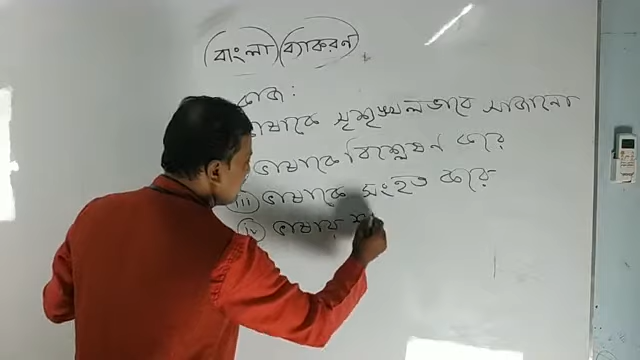 (বাংলা) (ব্যাকরণ)
কাজ :
ভাষাকে সুশৃঙ্খলভাবে সাজানো
ভাষাকে বিশ্লেষণ করে
iii ভাষাকে সংহত করে
iv ভাষায়